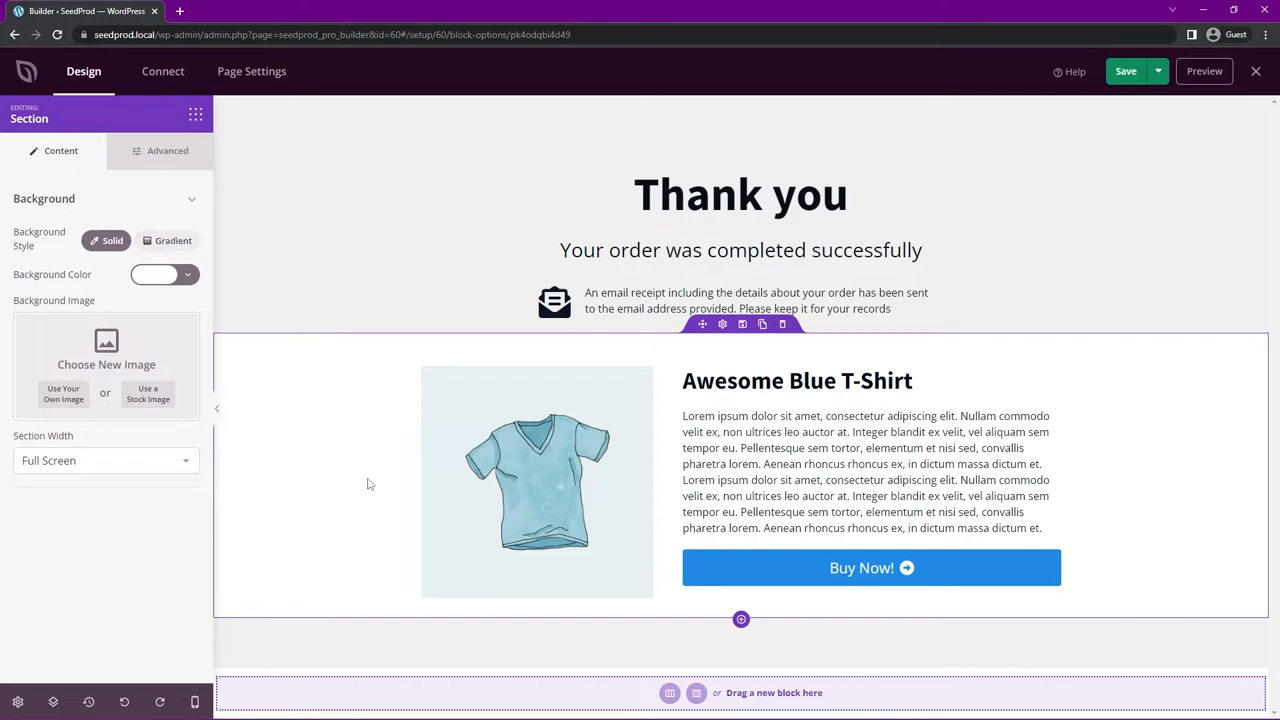 Builder ‹ SeedProd — WordPress
seedprod.local/wp-admin/admin.php?page=seedprod_pro_builder&id=60#/setup/60/block-options/pk4odqbi4d49
Guest
Design
Connect
Page Settings
Help
Save
Preview
EDITING:
Section
Content
Advanced
Background
Background
Style
Solid
Gradient
Background Color
Background Image
Choose New Image
Use Your
Own Image
or
Use a
Stock Image
Section Width
Full Screen
Thank you
Your order was completed successfully
An email receipt including the details about your order has been sent
to the email address provided. Please keep it for your records
Awesome Blue T-Shirt
Lorem ipsum dolor sit amet, consectetur adipiscing elit. Nullam commodo
velit ex, non ultrices leo auctor at. Integer blandit ex velit, vel aliquam sem
tempor eu. Pellentesque sem tortor, elementum et nisi sed, convallis
pharetra lorem. Aenean rhoncus rhoncus ex, in dictum massa dictum et.
Lorem ipsum dolor sit amet, consectetur adipiscing elit. Nullam commodo
velit ex, non ultrices leo auctor at. Integer blandit ex velit, vel aliquam sem
tempor eu. Pellentesque sem tortor, elementum et nisi sed, convallis
pharetra lorem. Aenean rhoncus rhoncus ex, in dictum massa dictum et.
Buy Now!
or Drag a new block here